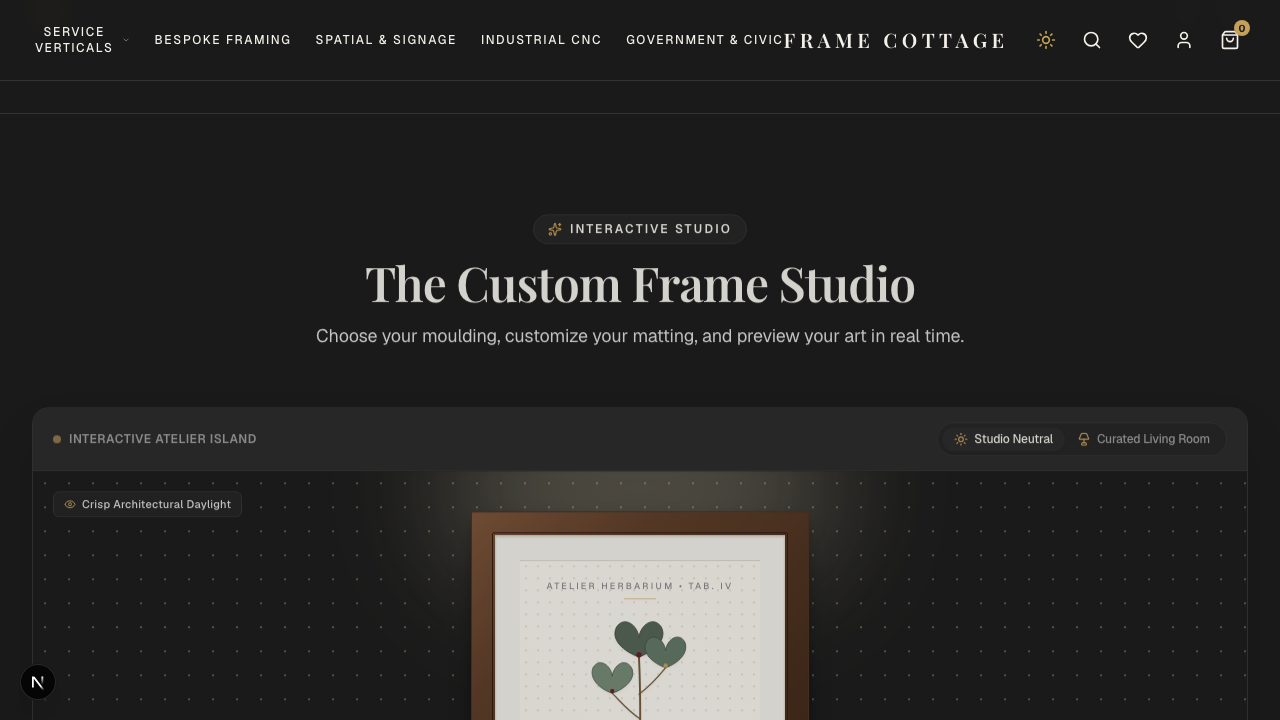 SERVICE
VERTICALS
BESPOKE FRAMING
SPATIAL & SIGNAGE
INDUSTRIAL CNC
GOVERNMENT & CIVIC
FRAME COTTAGE
0
INTERACTIVE STUDIO
The Custom Frame Studio
Choose your moulding, customize your matting, and preview your art in real time.
INTERACTIVE ATELIER ISLAND
Studio Neutral
Curated Living Room
Crisp Architectural Daylight
ATELIER HERBARIUM • TAB. IV
N